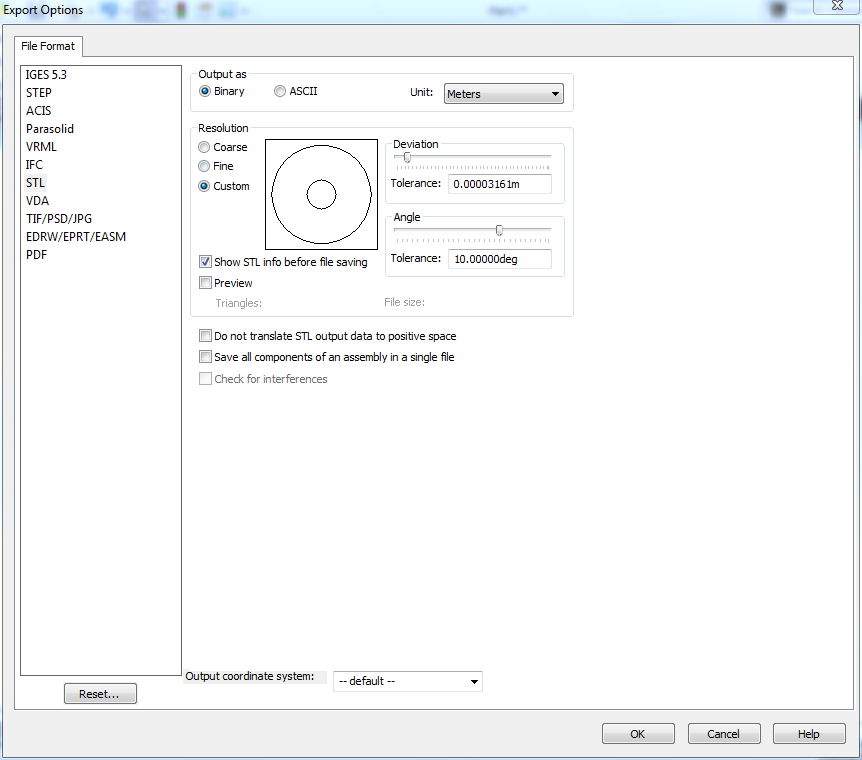 Export Options
File Format
IGES 5.3
STEP
ACIS
Parasolid
VRML
IFC
STL
VDA
TIF/PSD/JPG
EDRW/EPRT/EASM
PDF
Reset...
Output as
Binary
ASCII
Unit:
Meters
Resolution
Coarse
Fine
Custom
Deviation
Tolerance:
0.00003161m
Angle
Tolerance:
10.00000deg
Show STL info before file saving
Preview
Triangles:
File size:
Do not translate STL output data to positive space
Save all components of an assembly in a single file
Check for interferences
Output coordinate system:
-- default --
OK
Cancel
Help